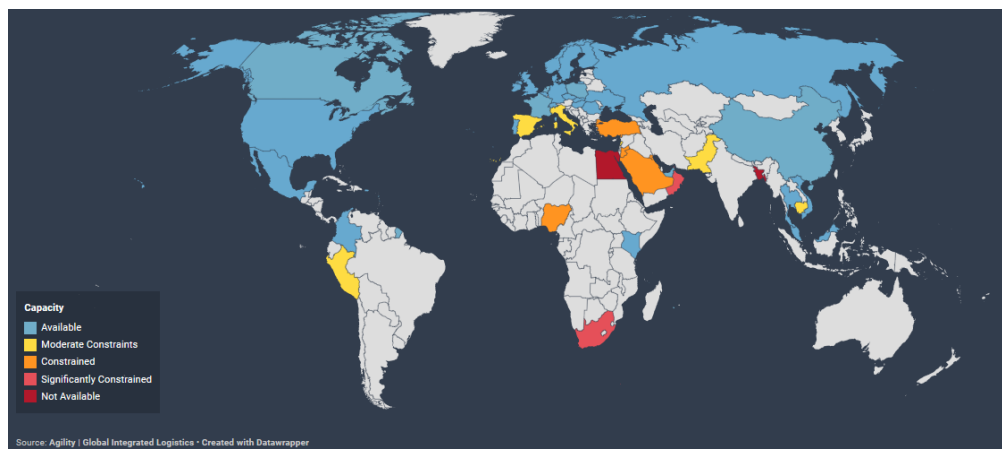 Capacity
Available
Moderate Constraints
Constrained
Significantly Constrained
Not Available
Source: Agility | Global Integrated Logistics • Created with Datawrapper